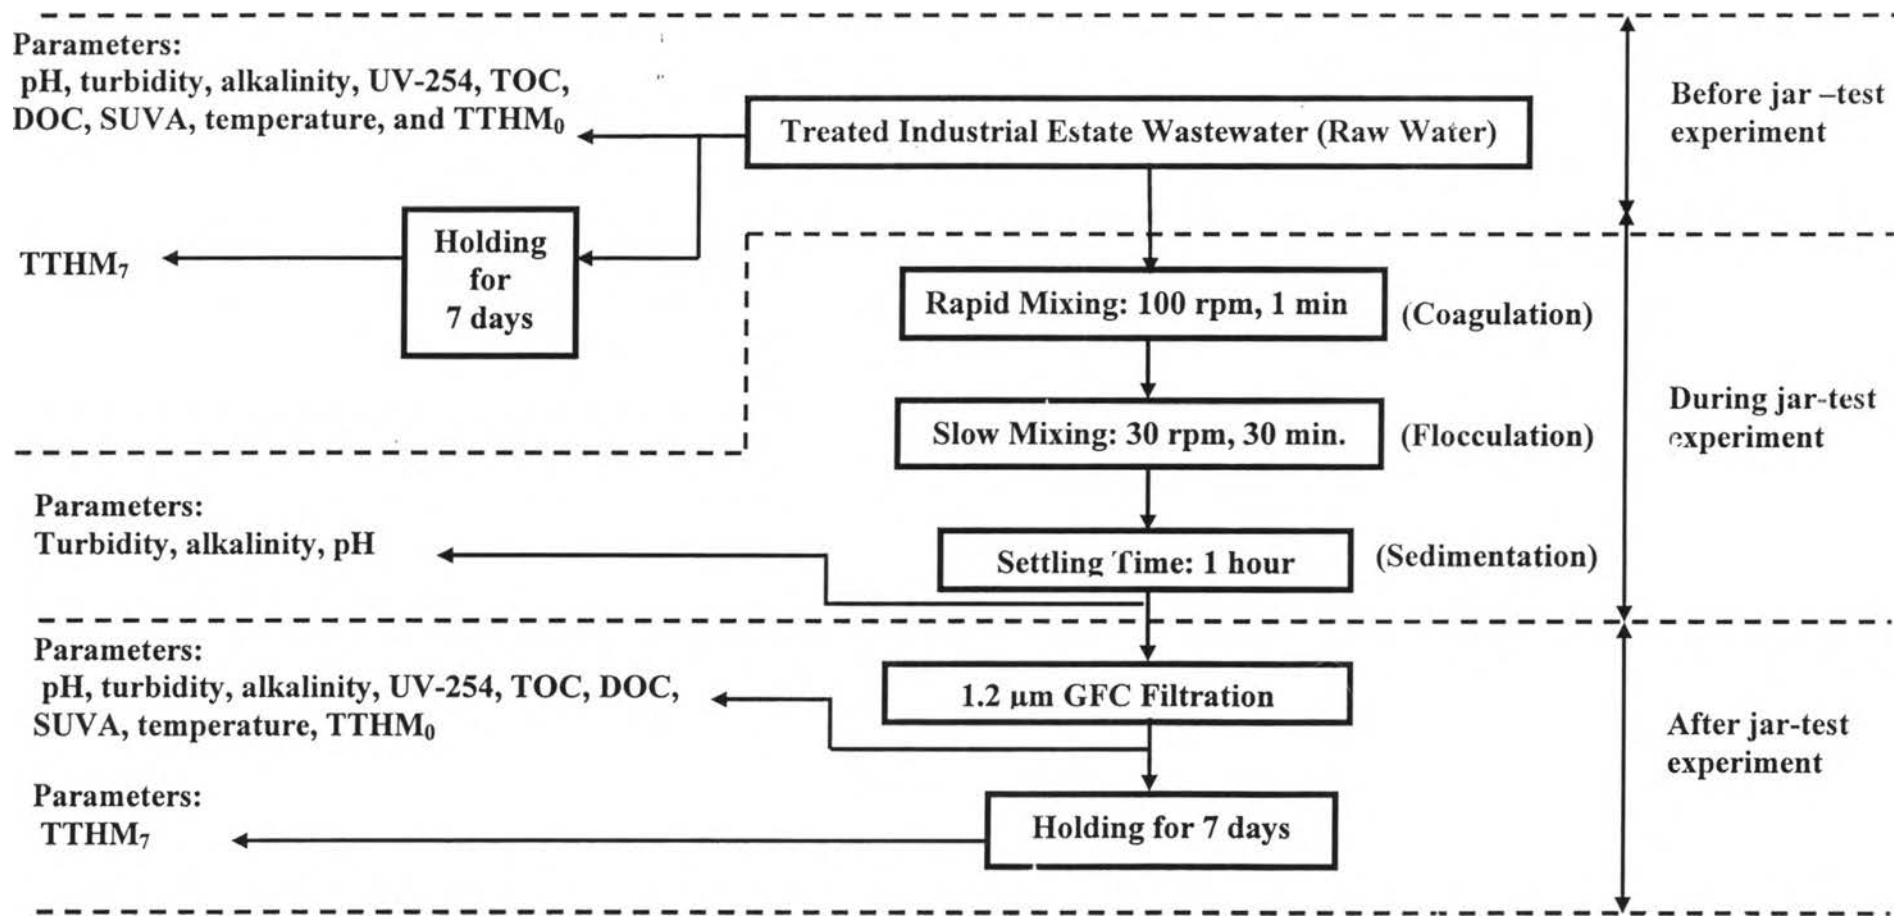 Parameters:
pH, turbidity, alkalinity, UV-254, TOC,
DOC, SUVA, temperature, and TTHM₀
Treated Industrial Estate Wastewater (Raw Water)
Before jar –test
experiment
Holding
for
7 days
TTHM₇
Rapid Mixing: 100 rpm, 1 min
(Coagulation)
Slow Mixing: 30 rpm, 30 min.
(Flocculation)
During jar-test
experiment
Parameters:
Turbidity, alkalinity, pH
Settling Time: 1 hour
(Sedimentation)
Parameters:
pH, turbidity, alkalinity, UV-254, TOC, DOC,
SUVA, temperature, TTHM₀
1.2 µm GFC Filtration
After jar-test
experiment
Parameters:
TTHM₇
Holding for 7 days